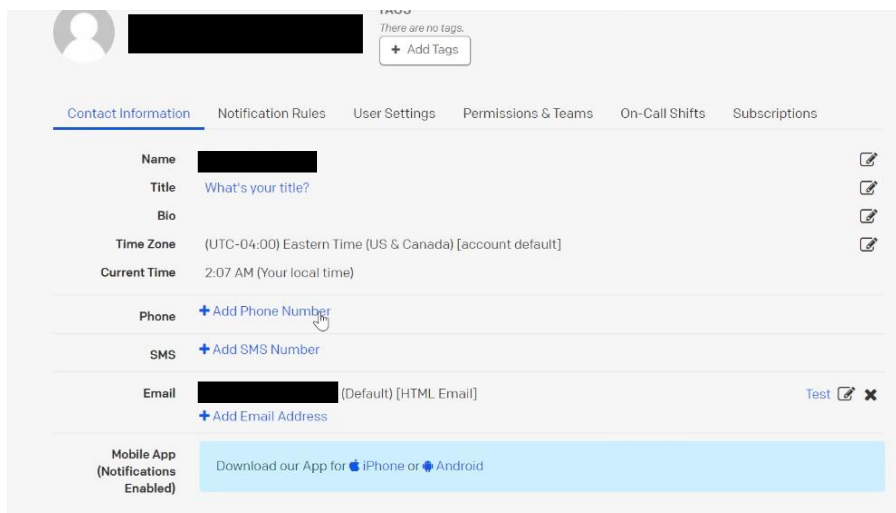 TAGS
There are no tags.
+ Add Tags
Contact Information Notification Rules User Settings Permissions & Teams On-Call Shifts Subscriptions
Name
Title What's your title?
Bio
Time Zone (UTC-04:00) Eastern Time (US & Canada) [account default]
Current Time 2:07 AM (Your local time)
Phone + Add Phone Number
SMS + Add SMS Number
Email (Default) [HTML Email] Test
+ Add Email Address
Mobile App
(Notifications
Enabled)
Download our App for iPhone or Android